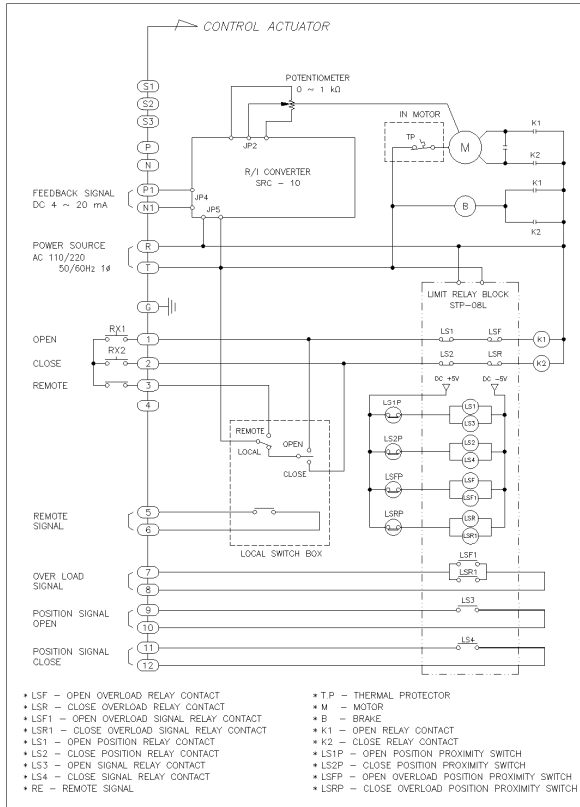 CONTROL ACTUATOR
S1
S2
S3
P
N
P1
N1
R
T
G
1
2
3
4
5
6
7
8
9
10
11
12
FEEDBACK SIGNAL
DC 4 ~ 20 mA
POWER SOURCE
AC 110/220
50/60Hz 1ø
OPEN
RX1
CLOSE
RX2
REMOTE
REMOTE
SIGNAL
OVER LOAD
SIGNAL
POSITION SIGNAL
OPEN
POSITION SIGNAL
CLOSE
POTENTIOMETER
0 ~ 1 kΩ
JP2
R/I CONVERTER
SRC - 10
JP4
JP5
IN MOTOR
TP
M
K1
K2
B
K1
K2
LIMIT RELAY BLOCK
STP-08L
LS1
LSF
K1
LS2
LSR
K2
DC +5V
DC -5V
LS1P
LS1
LS3
LS2P
LS2
LS4
LSFP
LSF
LSF1
LSRP
LSR
LSR1
REMOTE
LOCAL
OPEN
CLOSE
LOCAL SWITCH BOX
LSF1
LSR1
LS3
LS4
* LSF - OPEN OVERLOAD RELAY CONTACT
* LSR - CLOSE OVERLOAD RELAY CONTACT
* LSF1 - OPEN OVERLOAD SIGNAL RELAY CONTACT
* LSR1 - CLOSE OVERLOAD SIGNAL RELAY CONTACT
* LS1 - OPEN POSITION RELAY CONTACT
* LS2 - CLOSE POSITION RELAY CONTACT
* LS3 - OPEN SIGNAL RELAY CONTACT
* LS4 - CLOSE SIGNAL RELAY CONTACT
* RE - REMOTE SIGNAL
* T.P - THERMAL PROTECTOR
* M - MOTOR
* B - BRAKE
* K1 - OPEN RELAY CONTACT
* K2 - CLOSE RELAY CONTACT
* LS1P - OPEN POSITION PROXIMITY SWITCH
* LS2P - CLOSE POSITION PROXIMITY SWITCH
* LSFP - OPEN OVERLOAD POSITION PROXIMITY SWITCH
* LSRP - CLOSE OVERLOAD POSITION PROXIMITY SWITCH